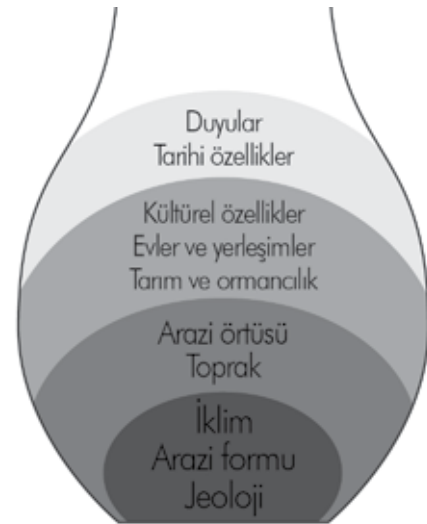 Duyular
Tarihi özellikler
Kültürel özellikler
Evler ve yerleşimler
Tarım ve ormancılık
Arazi örtüsü
Toprak
İklim
Arazi formu
Jeoloji